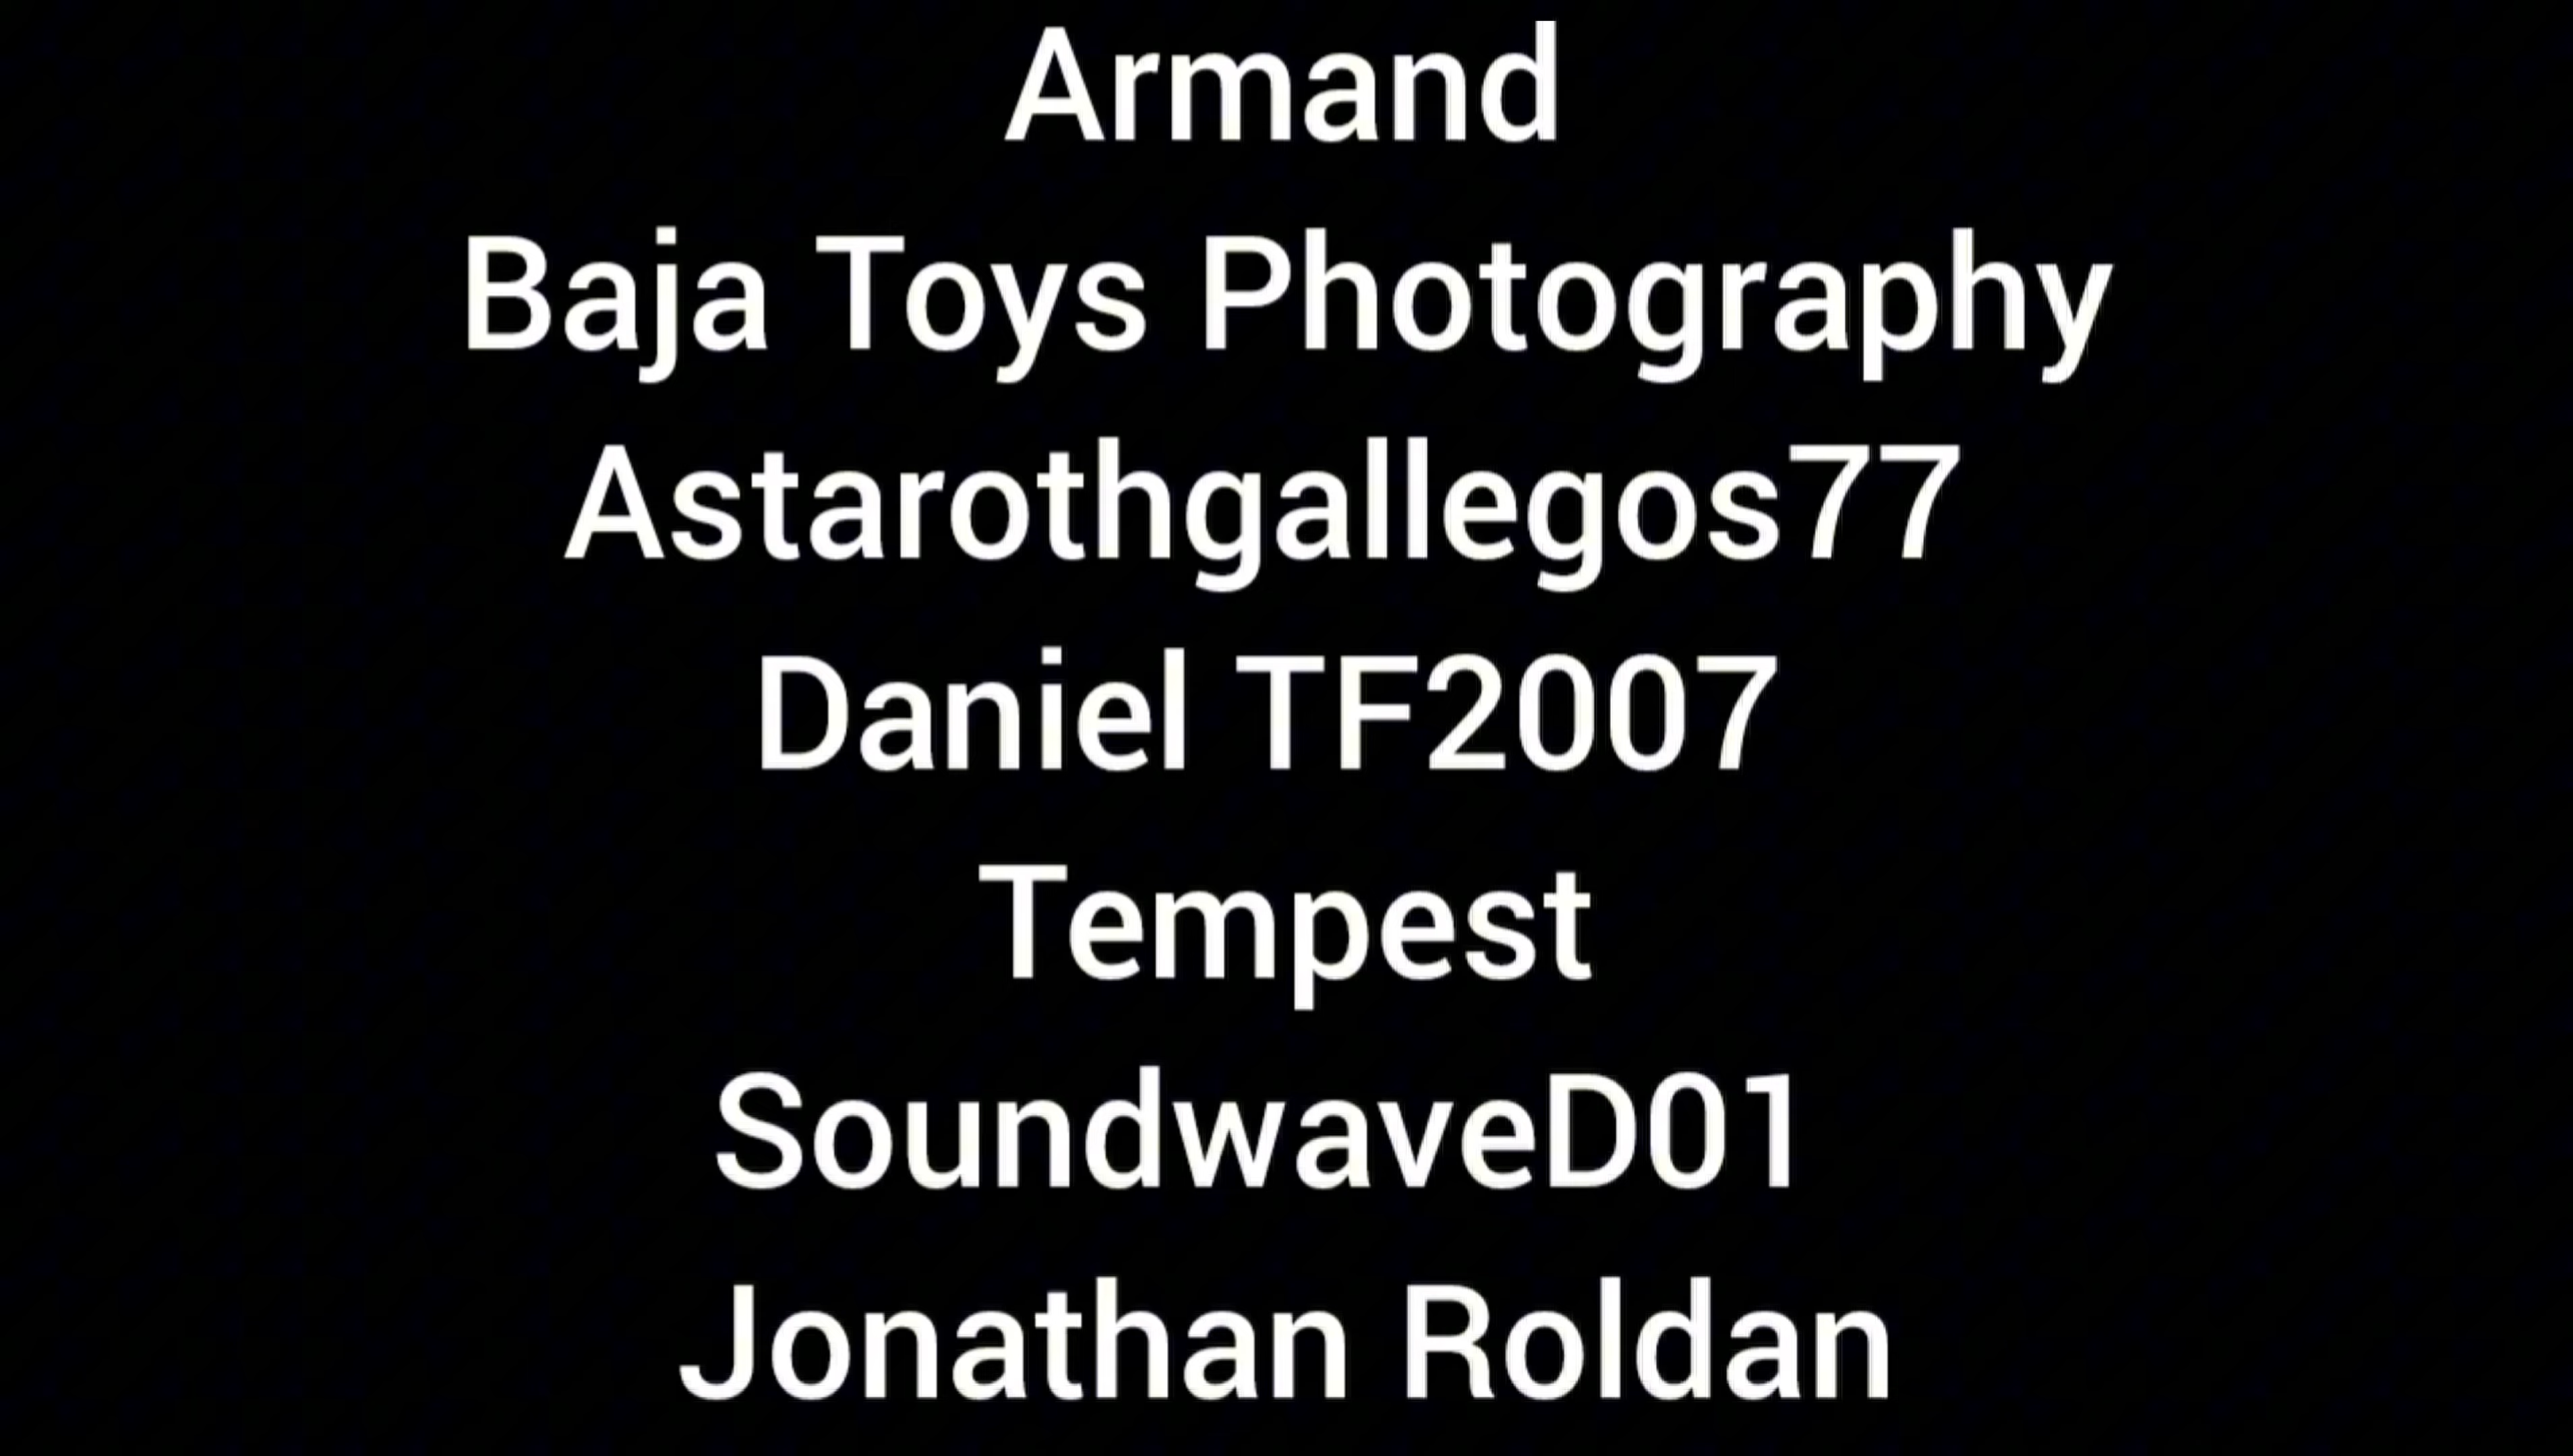 Armand
Baja Toys Photography
Astarothgallegos77
Daniel TF2007
Tempest
SoundwaveD01
Jonathan Roldan